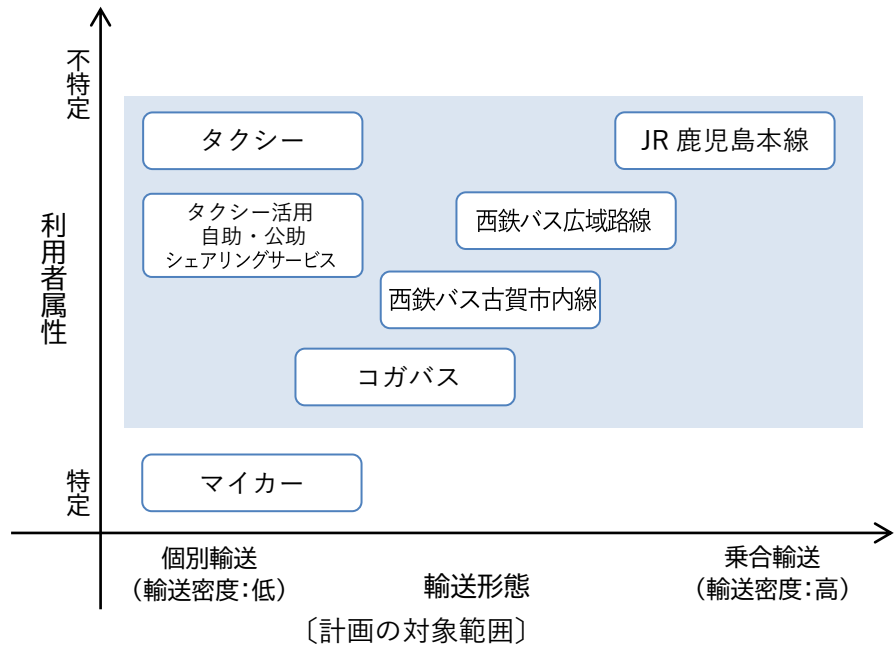 不特定
タクシー
JR 鹿児島本線
利用者属性
タクシー活用
自助・公助
シェアリングサービス
西鉄バス広域路線
西鉄バス古賀市内線
コガバス
特定
マイカー
個別輸送
（輸送密度：低）
輸送形態
乗合輸送
（輸送密度：高）
〔計画の対象範囲〕